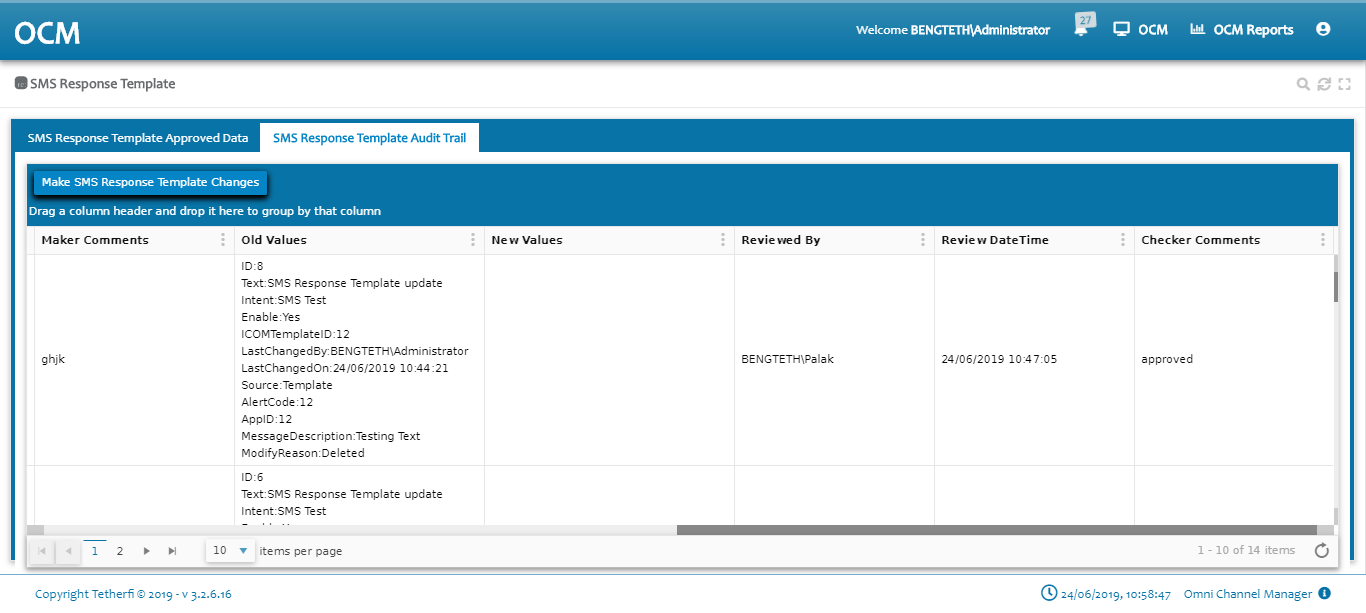 OCM
Welcome BENGTETH\Administrator
27
OCM
OCM Reports
SMS Response Template
SMS Response Template Approved Data
SMS Response Template Audit Trail
Make SMS Response Template Changes
Drag a column header and drop it here to group by that column
Maker Comments
Old Values
New Values
Reviewed By
Review DateTime
Checker Comments
ghjk
ID:8
Text:SMS Response Template update
Intent:SMS Test
Enable:Yes
ICOMTemplateID:12
LastChangedBy:BENGTETH\Administrator
LastChangedOn:24/06/2019 10:44:21
Source:Template
AlertCode:12
AppID:12
MessageDescription:Testing Text
ModifyReason:Deleted
BENGTETH\Palak
24/06/2019 10:47:05
approved
ID:6
Text:SMS Response Template update
Intent:SMS Test
1
2
10
items per page
1 - 10 of 14 items
Copyright Tetherfi © 2019 - v 3.2.6.16
24/06/2019, 10:58:47
Omni Channel Manager